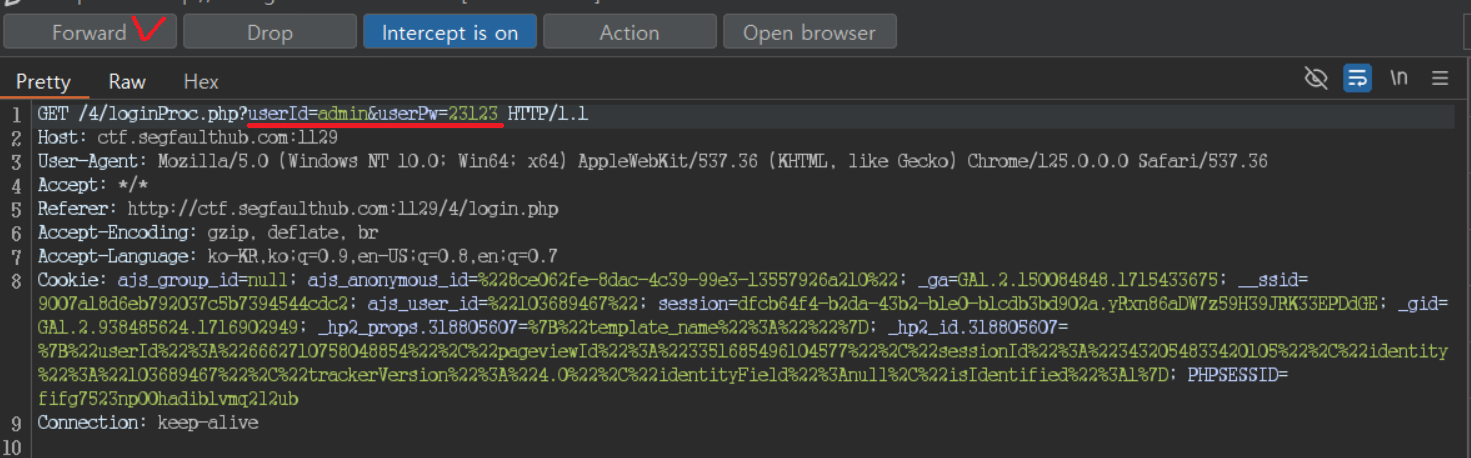 Forward Drop Intercept is on Action Open browser
Pretty Raw Hex \n
1 GET /4/loginProc.php?userId=admin&userPw=23123 HTTP/1.1
2 Host: ctf.segfaulthub.com:1129
3 User-Agent: Mozilla/5.0 (Windows NT 10.0; Win64; x64) AppleWebKit/537.36 (KHTML, like Gecko) Chrome/125.0.0.0 Safari/537.36
4 Accept: */*
5 Referer: http://ctf.segfaulthub.com:1129/4/login.php
6 Accept-Encoding: gzip, deflate, br
7 Accept-Language: ko-KR,ko;q=0.9,en-US;q=0.8,en;q=0.7
8 Cookie: ajs_group_id=null; ajs_anonymous_id=%228ce062fe-8dac-4c39-99e3-13557926a210%22; _ga=GA1.2.150084848.1715433675; __ssid=
9007a18d6eb792037c5b7394544cdc2; ajs_user_id=%22103689467%22; session=dfcb64f4-b2da-43b2-b1e0-b1cdb3bd902a.yRxn86aDW7z59H39JRK33EPDdGE; _gid=
GA1.2.938485624.1716902949; _hp2_props.318805607=%7B%22template_name%22%3A%22%22%7D; _hp2_id.318805607=
%7B%22userId%22%3A%226662710758048854%22%2C%22pageviewId%22%3A%223351685496104577%22%2C%22sessionId%22%3A%223432054833420105%22%2C%22identity
%22%3A%22103689467%22%2C%22trackerVersion%22%3A%224.0%22%2C%22identityField%22%3Anull%2C%22isIdentified%22%3A1%7D; PHPSESSID=
fifg7523np00hadiblvmq212ub
9 Connection: keep-alive
10